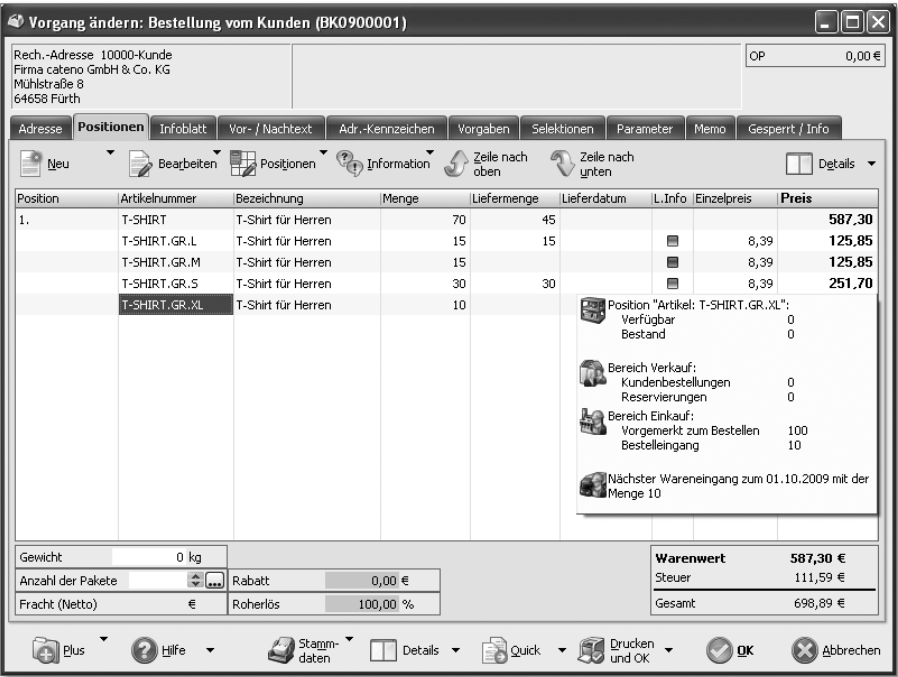 Vorgang ändern: Bestellung vom Kunden (BK0900001)
Rech.-Adresse 10000-Kunde
Firma cateno GmbH & Co. KG
Mühlstraße 8
64658 Fürth
OP 0,00 €
Adresse Positionen Infoblatt Vor- / Nachtext Adr.-Kennzeichen Vorgaben Selektionen Parameter Memo Gesperrt / Info
Neu Bearbeiten Positionen Information Zeile nach oben Zeile nach unten Details
Position Artikelnummer Bezeichnung Menge Liefermenge Lieferdatum L.Info Einzelpreis Preis
1. T-SHIRT T-Shirt für Herren 70 45 587,30
T-SHIRT.GR.L T-Shirt für Herren 15 15 8,39 125,85
T-SHIRT.GR.M T-Shirt für Herren 15 8,39 125,85
T-SHIRT.GR.S T-Shirt für Herren 30 30 8,39 251,70
T-SHIRT.GR.XL T-Shirt für Herren 10
Position "Artikel: T-SHIRT.GR.XL":
Verfügbar 0
Bestand 0
Bereich Verkauf:
Kundenbestellungen 0
Reservierungen 0
Bereich Einkauf:
Vorgemerkt zum Bestellen 100
Bestelleingang 10
Nächster Wareneingang zum 01.10.2009 mit der
Menge 10
Gewicht 0 kg
Anzahl der Pakete ... Rabatt 0,00 €
Fracht (Netto) € Roherlös 100,00 %
Warenwert 587,30 €
Steuer 111,59 €
Gesamt 698,89 €
Plus Hilfe Stamm-daten Details Quick Drucken und OK OK Abbrechen